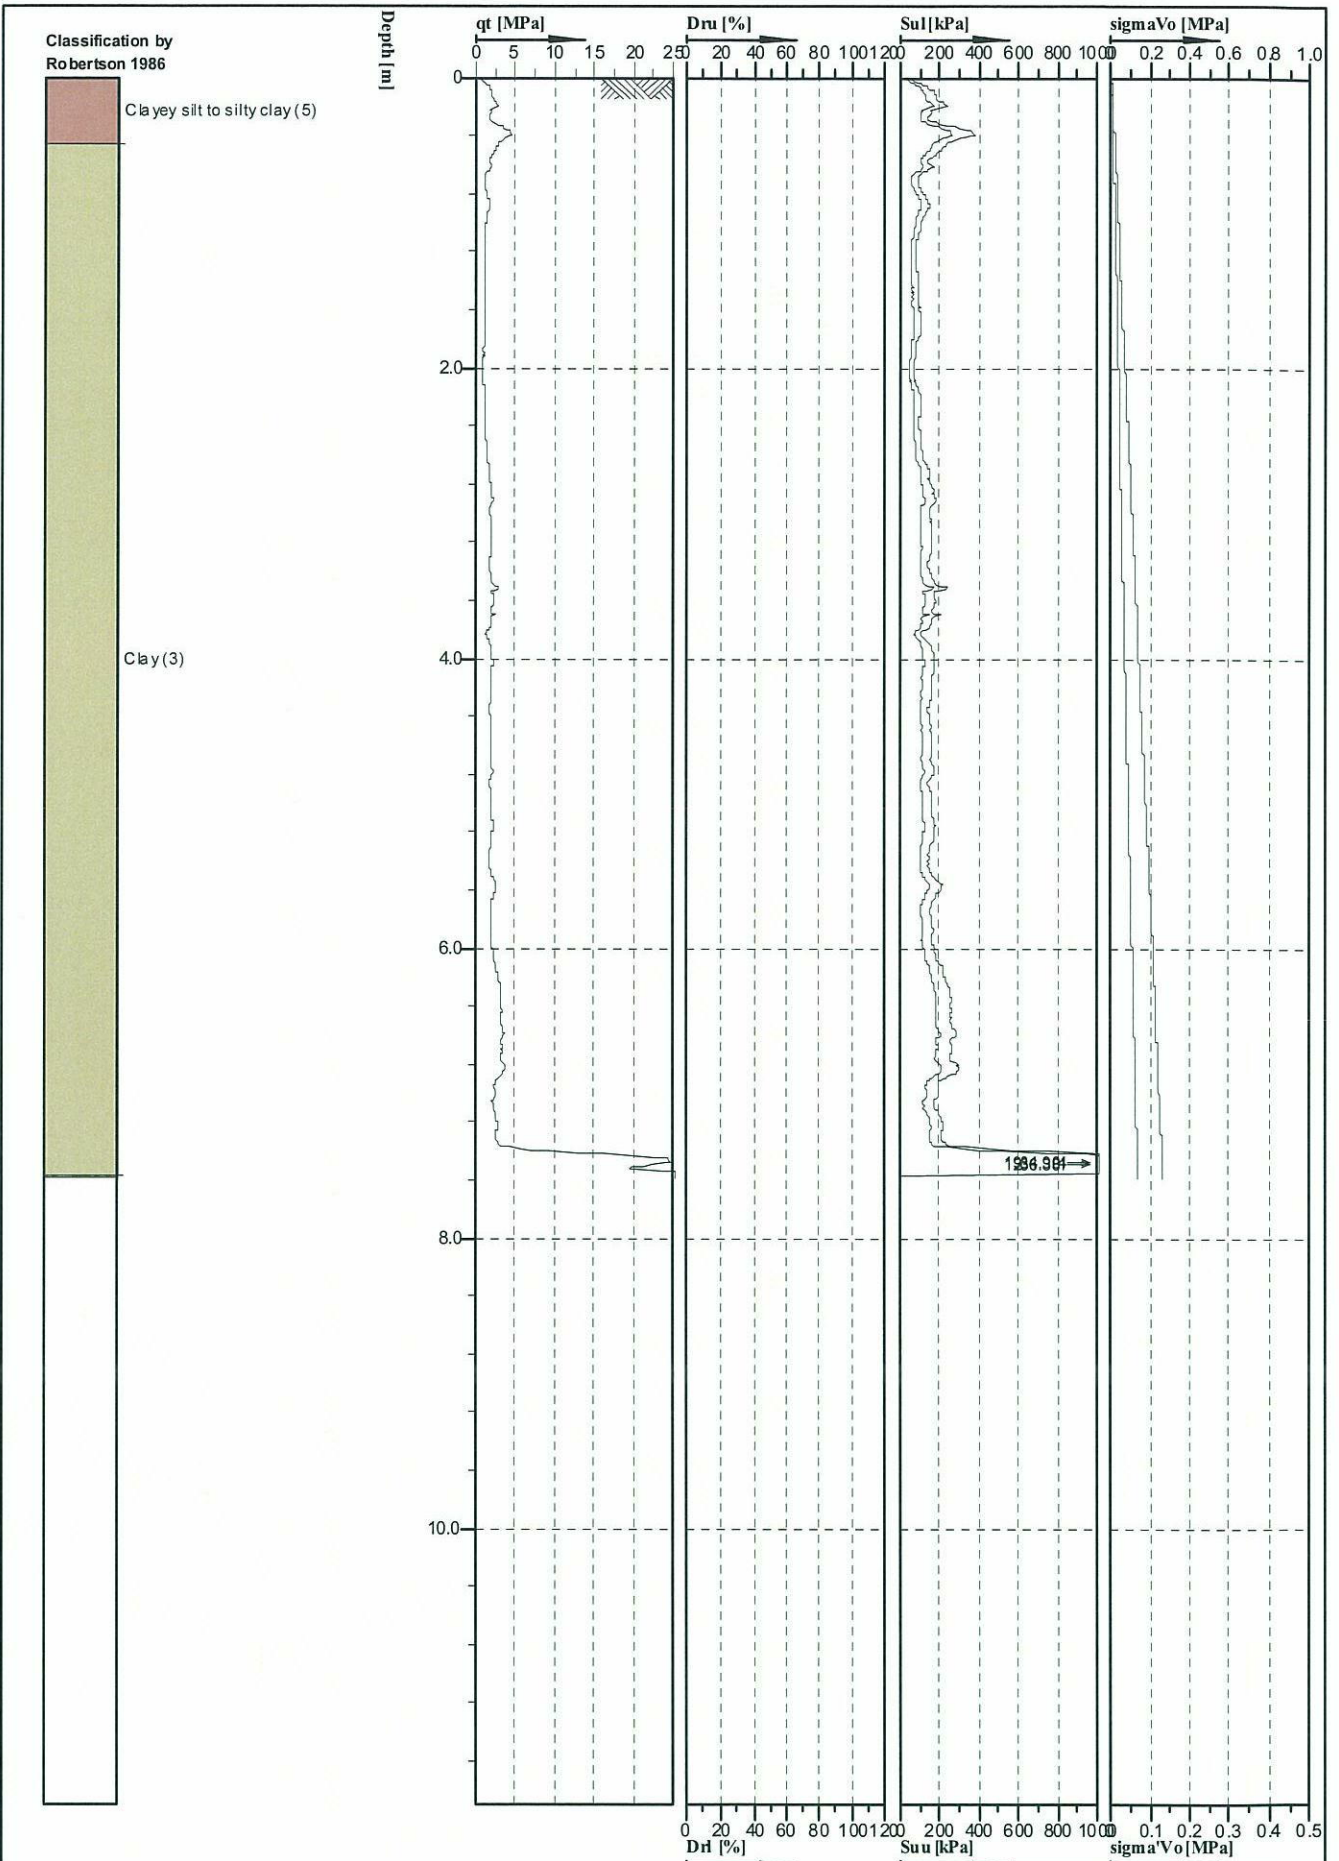 Classification by
Robertson 1986
Depth [m]
qt [MPa]
Dru [%]
Sul [kPa]
sigmaVo [MPa]
0 5 10 15 20 25
0 20 40 60 80 100 120
0 200 400 600 800 1000
0 0.2 0.4 0.6 0.8 1.0
0
Clayey silt to silty clay (5)
2.0
Clay (3)
4.0
6.0
8.0
10.0
0 20 40 60 80 100 120
0 200 400 600 800 1000
0 0.1 0.2 0.3 0.4 0.5
Drl [%]
Suu [kPa]
sigma'Vo [MPa]